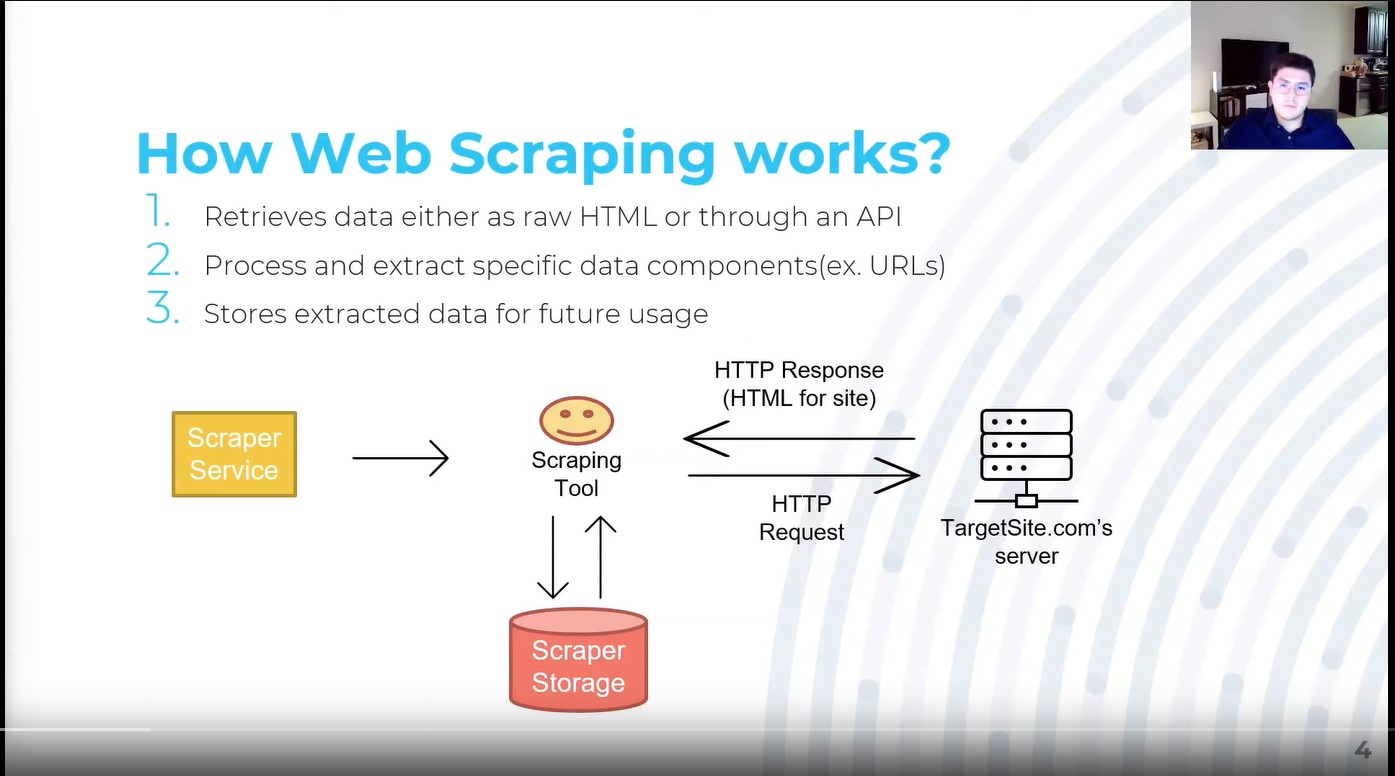 How Web Scraping works?
1. Retrieves data either as raw HTML or through an API
2. Process and extract specific data components(ex. URLs)
3. Stores extracted data for future usage
HTTP Response
(HTML for site)
Scraper
Service
Scraping
Tool
HTTP
Request
TargetSite.com’s
server
Scraper
Storage
4